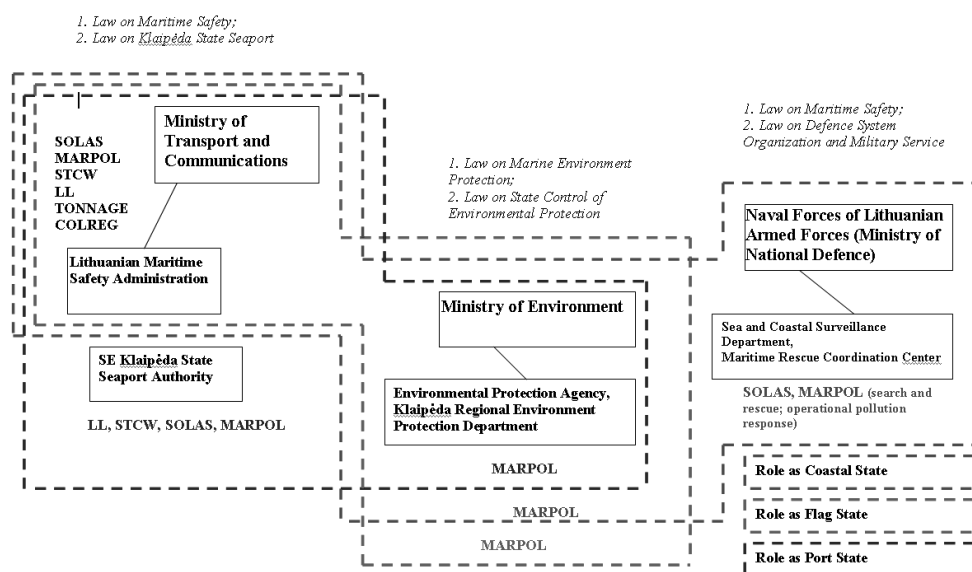 1. Law on Maritime Safety;
2. Law on Klaipėda State Seaport
SOLAS
MARPOL
STCW
LL
TONNAGE
COLREG
Ministry of
Transport and
Communications
Lithuanian Maritime
Safety Administration
SE Klaipėda State
Seaport Authority
LL, STCW, SOLAS, MARPOL
1. Law on Marine Environment
Protection;
2. Law on State Control of
Environmental Protection
Ministry of Environment
Environmental Protection Agency,
Klaipėda Regional Environment
Protection Department
MARPOL
MARPOL
MARPOL
1. Law on Maritime Safety;
2. Law on Defence System
Organization and Military Service
Naval Forces of Lithuanian
Armed Forces (Ministry of
National Defence)
Sea and Coastal Surveillance
Department,
Maritime Rescue Coordination Center
SOLAS, MARPOL (search and
rescue; operational pollution
response)
Role as Coastal State
Role as Flag State
Role as Port State